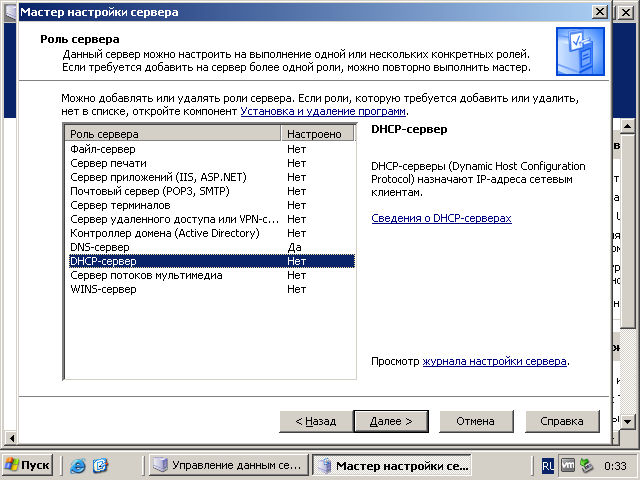 Мастер настройки сервера
Роль сервера
Данный сервер можно настроить на выполнение одной или нескольких конкретных ролей.
Если требуется добавить на сервер более одной роли, можно повторно выполнить мастер.
Можно добавлять или удалять роли сервера. Если роли, которую требуется добавить или удалить,
нет в списке, откройте компонент Установка и удаление программ.
Роль сервера Настроено
Файл-сервер Нет
Сервер печати Нет
Сервер приложений (IIS, ASP.NET) Нет
Почтовый сервер (POP3, SMTP) Нет
Сервер терминалов Нет
Сервер удаленного доступа или VPN-с... Нет
Контроллер домена (Active Directory) Нет
DNS-сервер Да
DHCP-сервер Нет
Сервер потоков мультимедиа Нет
WINS-сервер Нет
DHCP-сервер
DHCP-серверы (Dynamic Host Configuration
Protocol) назначают IP-адреса сетевым
клиентам.
Сведения о DHCP-серверах
Просмотр журнала настройки сервера.
< Назад Далее > Отмена Справка
Пуск Управление данным се... Мастер настройки се... RU vm 0:33